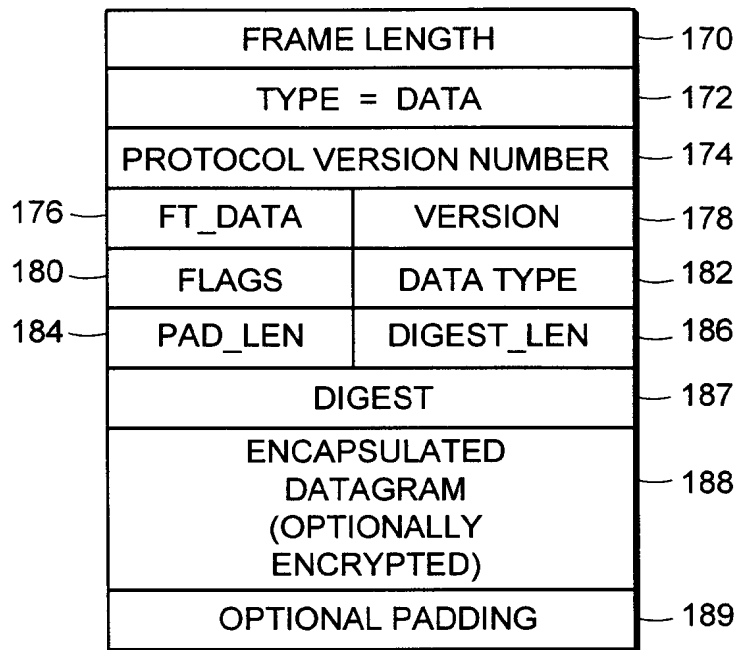 FRAME LENGTH 170
TYPE = DATA 172
PROTOCOL VERSION NUMBER 174
176 FT_DATA VERSION 178
180 FLAGS DATA TYPE 182
184 PAD_LEN DIGEST_LEN 186
DIGEST 187
ENCAPSULATED
DATAGRAM 188
(OPTIONALLY
ENCRYPTED)
OPTIONAL PADDING 189